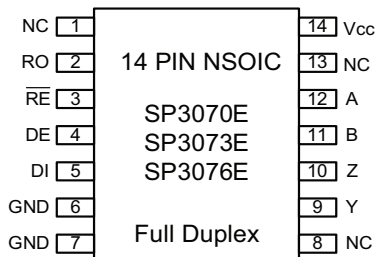 NC 1 14 Vcc
RO 2 14 PIN NSOIC 13 NC
R̅E̅ 3 12 A
SP3070E
DE 4 SP3073E 11 B
DI 5 SP3076E 10 Z
GND 6 9 Y
GND 7 Full Duplex 8 NC